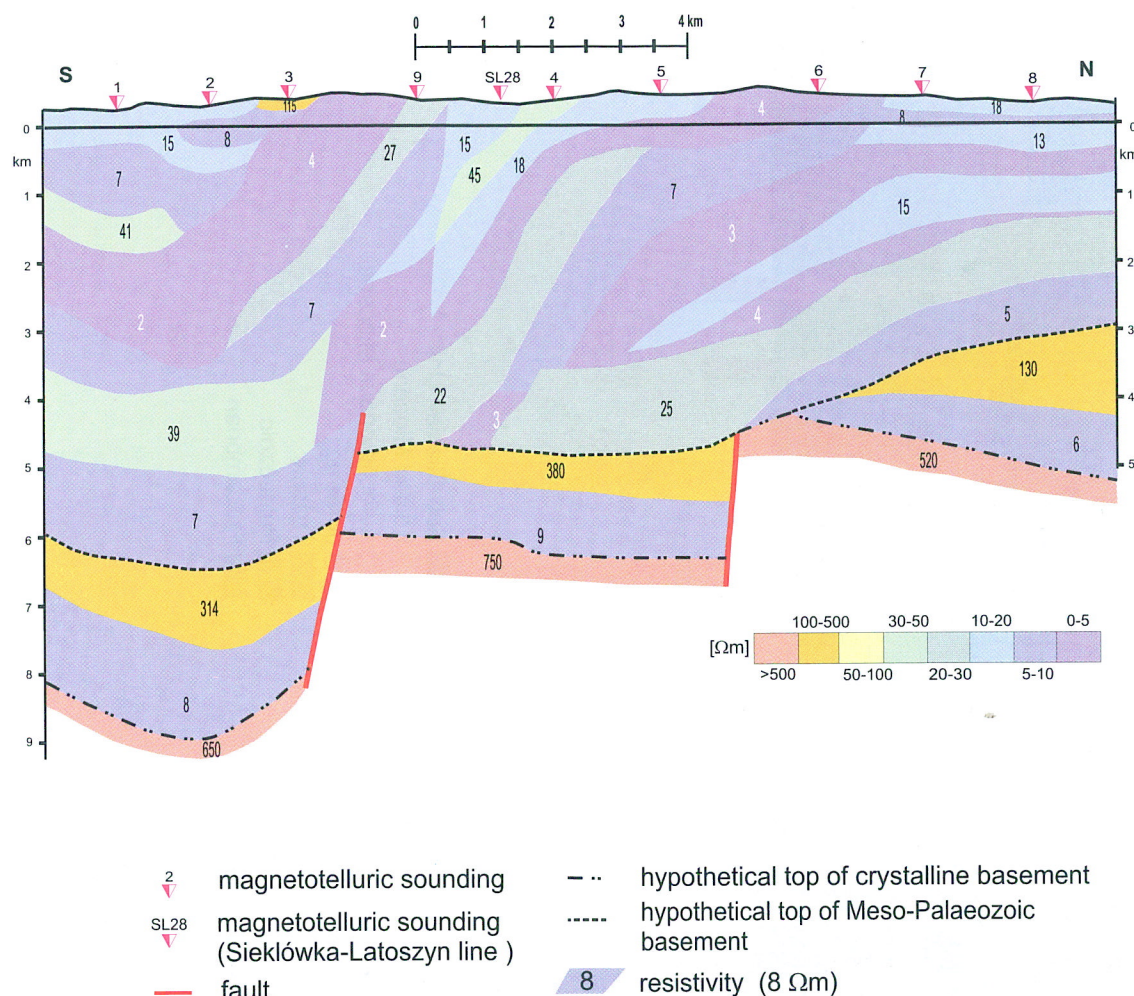 0 1 2 3 4 km
S N
1 2 3 9 SL28 4 5 6 7 8
115 4 18
0 8 0
km 15 8 4 27 15 18 13 km
7 45 7
1 15 1
41 3
2 2
2 7 2 4 5
3 3
130
4 22 3 25 4
39 6
5 380 520 5
7 9
6 750
314
7
100-500 30-50 10-20 0-5
[Ωm]
>500 50-100 20-30 5-10
8
8
9 650
2 magnetotelluric sounding
SL28 magnetotelluric sounding
(Sieklówka-Latoszyn line )
fault
hypothetical top of crystalline basement
hypothetical top of Meso-Palaeozoic
basement
8 resistivity (8 Ωm)